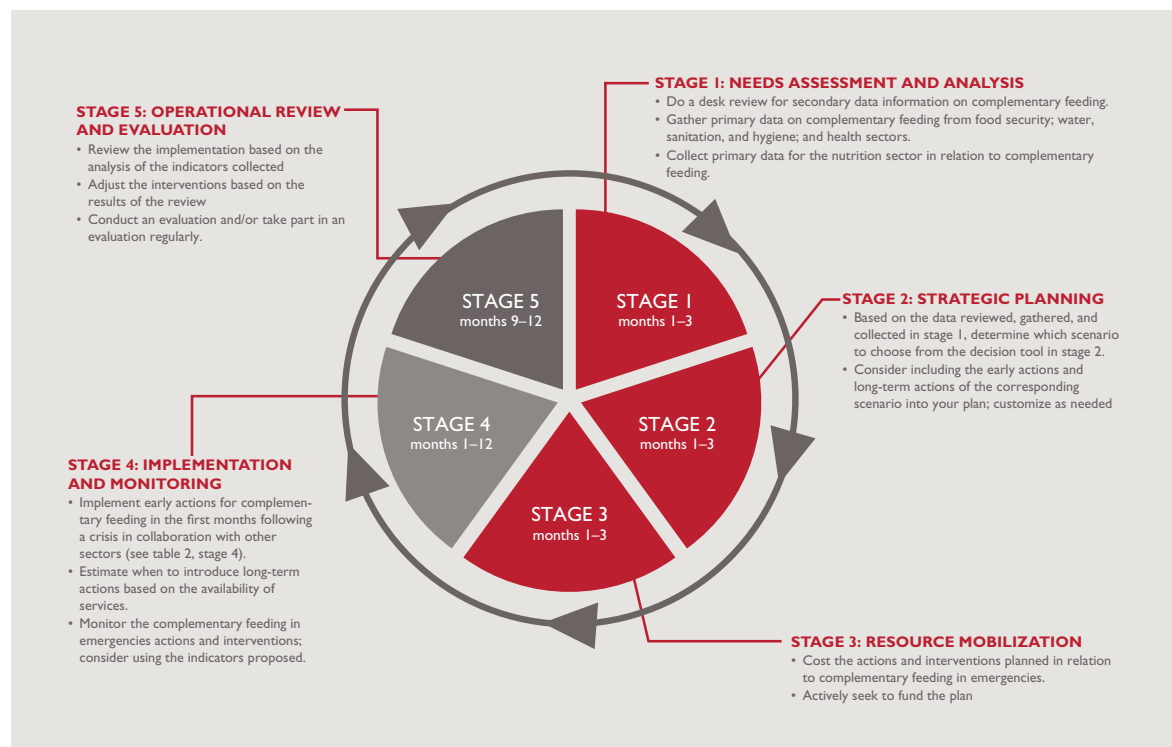 STAGE 1: NEEDS ASSESSMENT AND ANALYSIS
• Do a desk review for secondary data information on complementary feeding.
• Gather primary data on complementary feeding from food security; water,
sanitation, and hygiene; and health sectors.
• Collect primary data for the nutrition sector in relation to complementary
feeding.
STAGE 5: OPERATIONAL REVIEW
AND EVALUATION
• Review the implementation based on the
analysis of the indicators collected
• Adjust the interventions based on the
results of the review
• Conduct an evaluation and/or take part in an
evaluation regularly.
STAGE 5
months 9–12
STAGE 1
months 1–3
STAGE 2: STRATEGIC PLANNING
• Based on the data reviewed, gathered, and
collected in stage 1, determine which scenario
to choose from the decision tool in stage 2.
• Consider including the early actions and
long-term actions of the corresponding
scenario into your plan; customize as needed
STAGE 4
months 1–12
STAGE 2
months 1–3
STAGE 3
months 1–3
STAGE 4: IMPLEMENTATION
AND MONITORING
• Implement early actions for complemen-
tary feeding in the first months following
a crisis in collaboration with other
sectors (see table 2, stage 4).
• Estimate when to introduce long-term
actions based on the availability of
services.
• Monitor the complementary feeding in
emergencies actions and interventions;
consider using the indicators proposed.
STAGE 3: RESOURCE MOBILIZATION
• Cost the actions and interventions planned in relation
to complementary feeding in emergencies.
• Actively seek to fund the plan